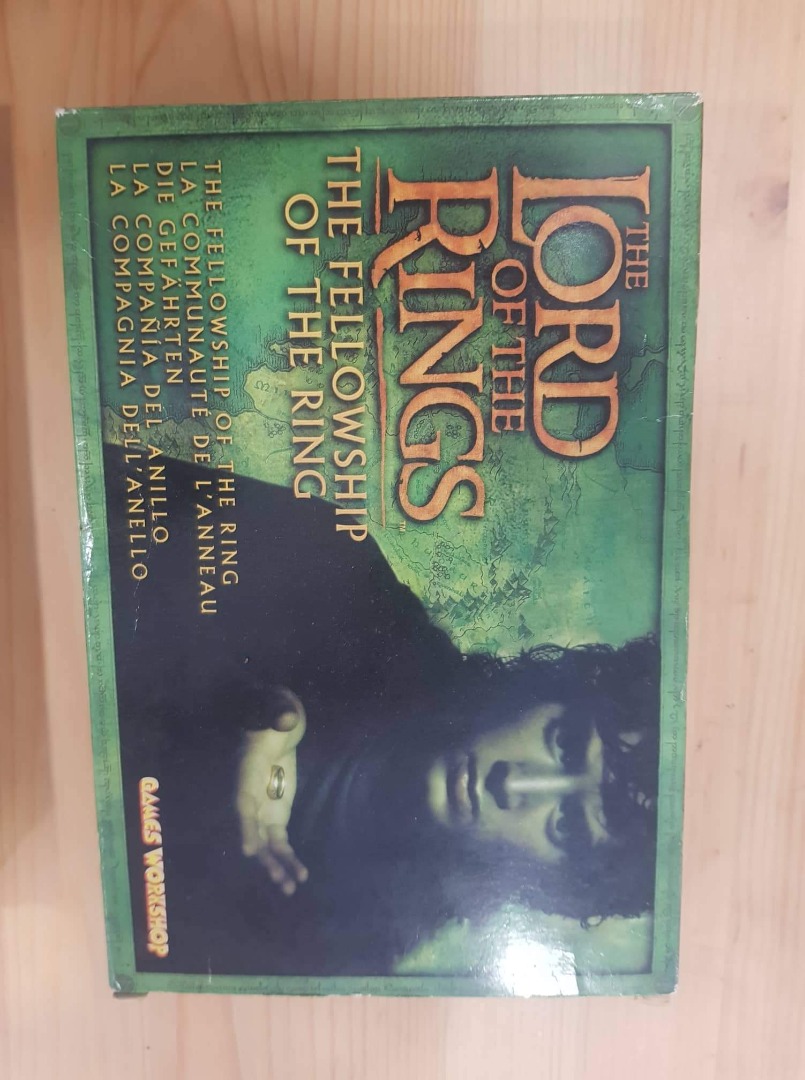 THE
LORD
OF THE
RINGS™
THE FELLOWSHIP
OF THE RING
THE FELLOWSHIP OF THE RING
LA COMMUNAUTÉ DE L'ANNEAU
DIE GEFÄHRTEN
LA COMPAÑÍA DEL ANILLO
LA COMPAGNIA DELL'ANELLO
GAMES WORKSHOP